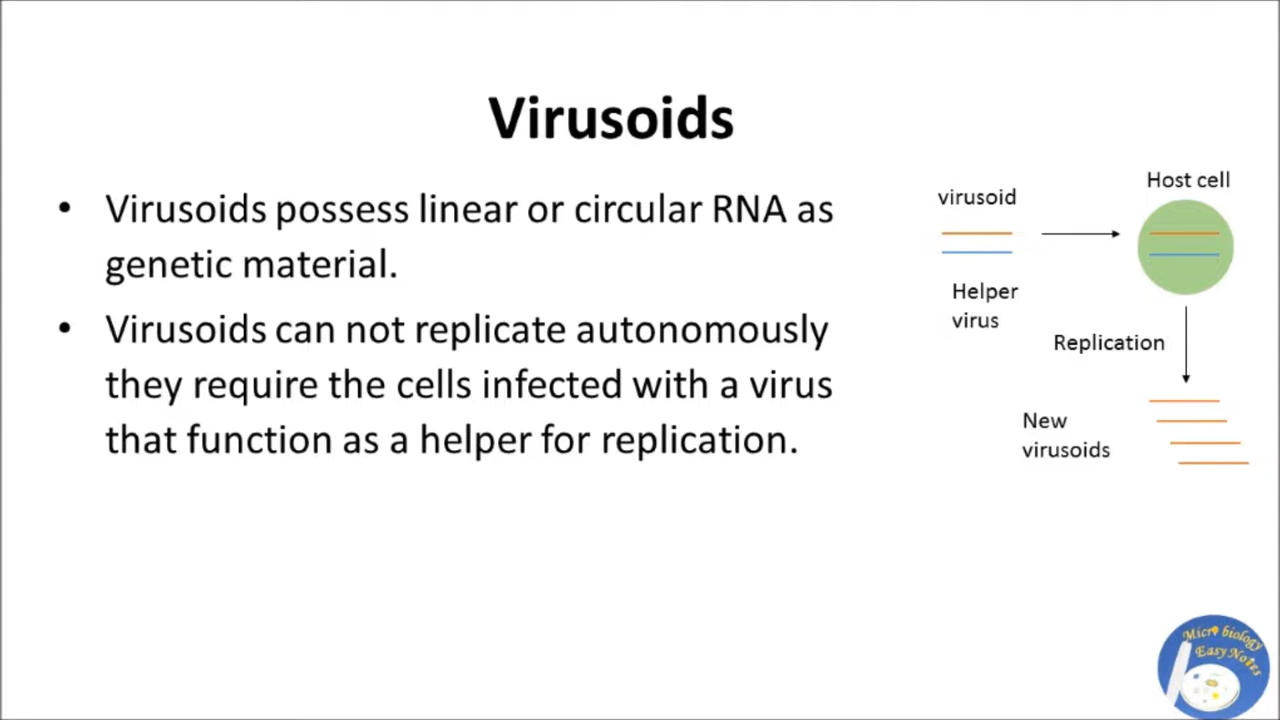 Virusoids
• Virusoids possess linear or circular RNA as
genetic material.
• Virusoids can not replicate autonomously
they require the cells infected with a virus
that function as a helper for replication.
Host cell
virusoid
Helper
virus
Replication
New
virusoids
Micro biology
Easy Notes